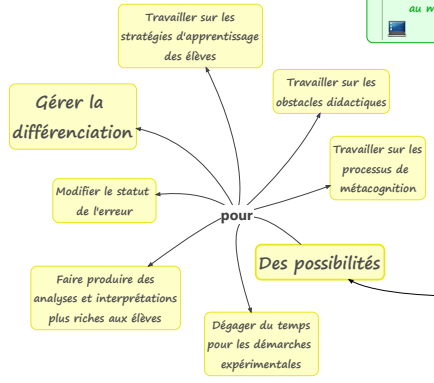 au m
Travailler sur les
stratégies d'apprentissage
des élèves
Travailler sur les
obstacles didactiques
Gérer la
différenciation
Travailler sur les
processus de
métacognition
Modifier le statut
de l'erreur
pour
Des possibilités
Faire produire des
analyses et interprétations
plus riches aux élèves
Dégager du temps
pour les démarches
expérimentales